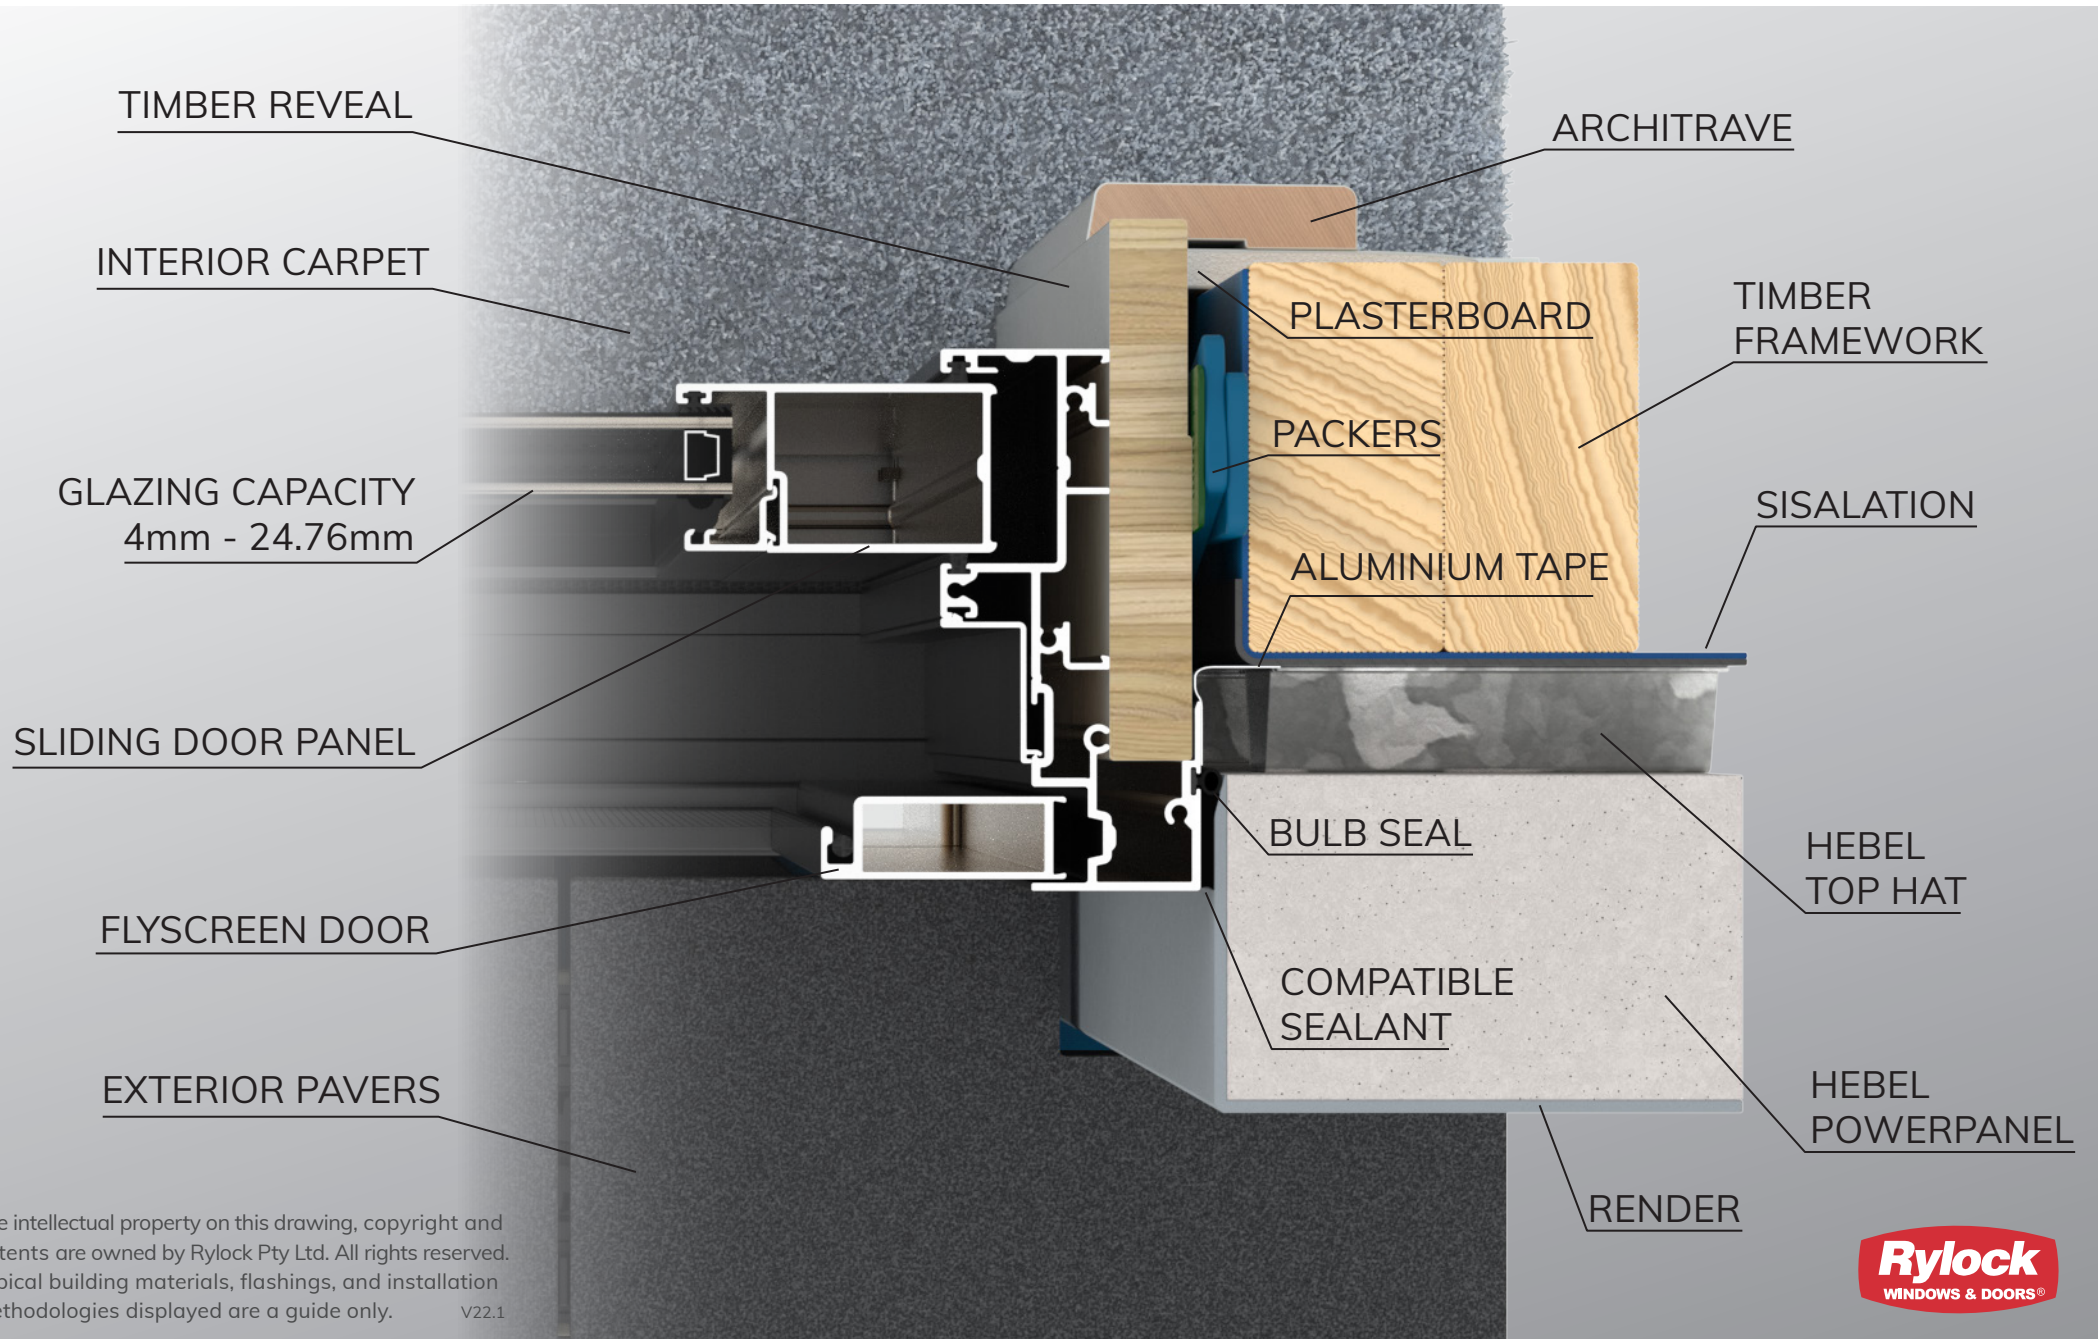 TIMBER REVEAL
ARCHITRAVE
INTERIOR CARPET
TIMBER
FRAMEWORK
PLASTERBOARD
PACKERS
GLAZING CAPACITY
4mm - 24.76mm
SISALATION
ALUMINIUM TAPE
SLIDING DOOR PANEL
BULB SEAL
HEBEL
TOP HAT
FLYSCREEN DOOR
COMPATIBLE
SEALANT
EXTERIOR PAVERS
HEBEL
POWERPANEL
RENDER
intellectual property on this drawing, copyright and
are owned by Rylock Pty Ltd. All rights reserved.
building materials, flashings, and installation
displayed are a guide only. V22.1
Rylock
WINDOWS & DOORS®